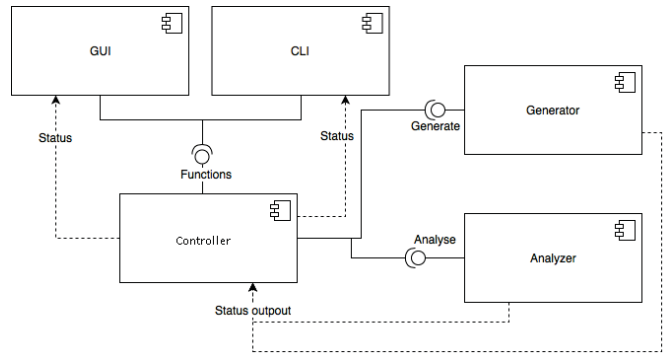 GUI
CLI
Generator
Status
Status
Generate
Functions
Controller
Analyse
Analyzer
Status outpout